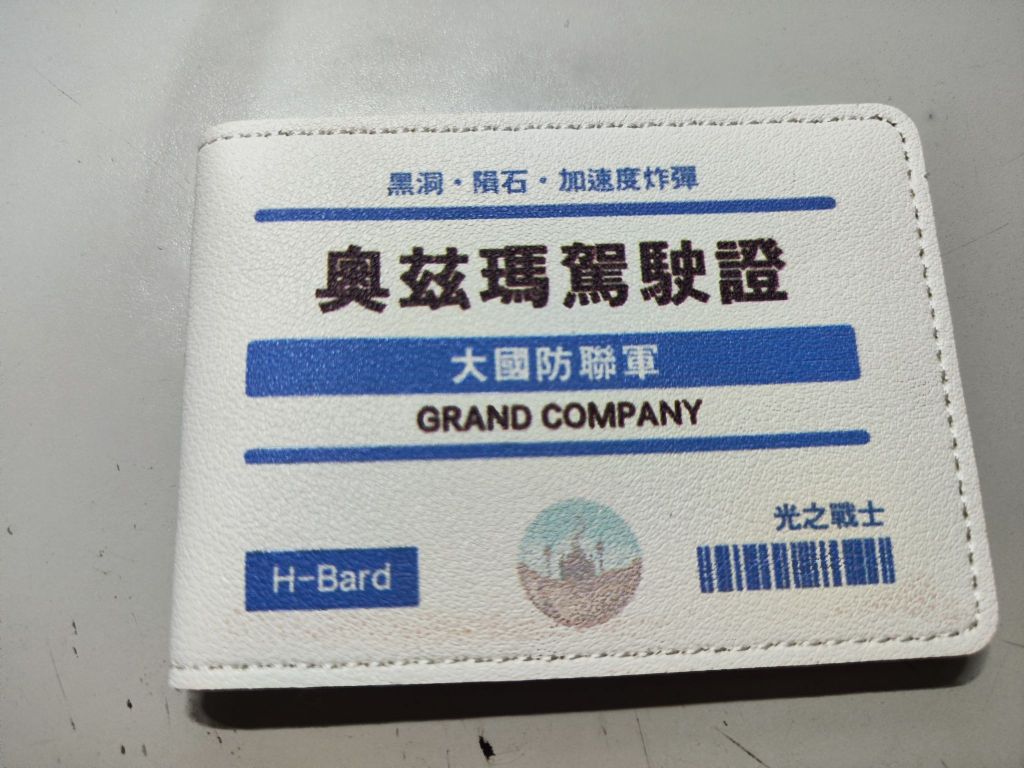 黑洞・隕石・加速度炸彈
奧茲瑪駕駛證
大國防聯軍
GRAND COMPANY
光之戰士
H-Bard